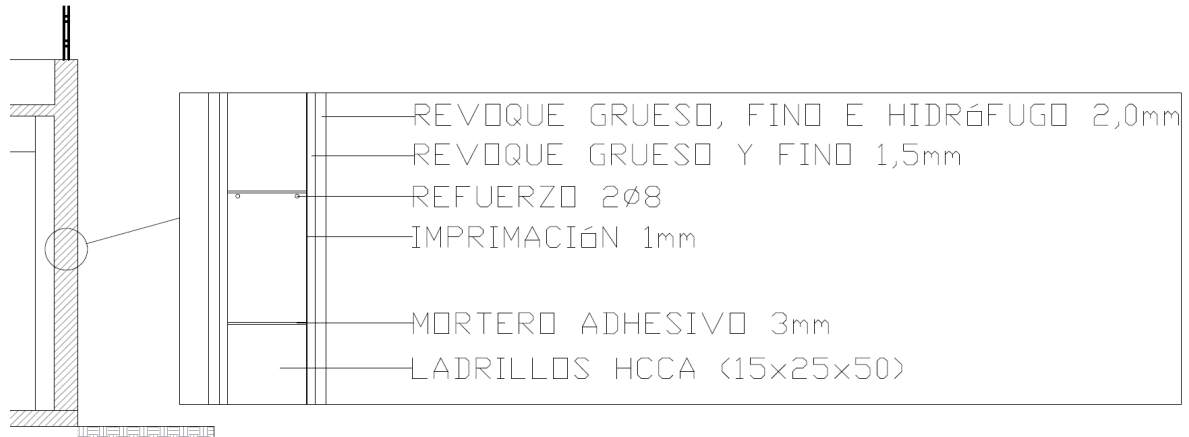 REVOQUE GRUESO, FINO E HIDRóFUGO 2,0mm
REVOQUE GRUESO Y FINO 1,5mm
REFUERZO 2ø8
IMPRIMACIóN 1mm
MORTERO ADHESIVO 3mm
LADRILLOS HCCA (15x25x50)